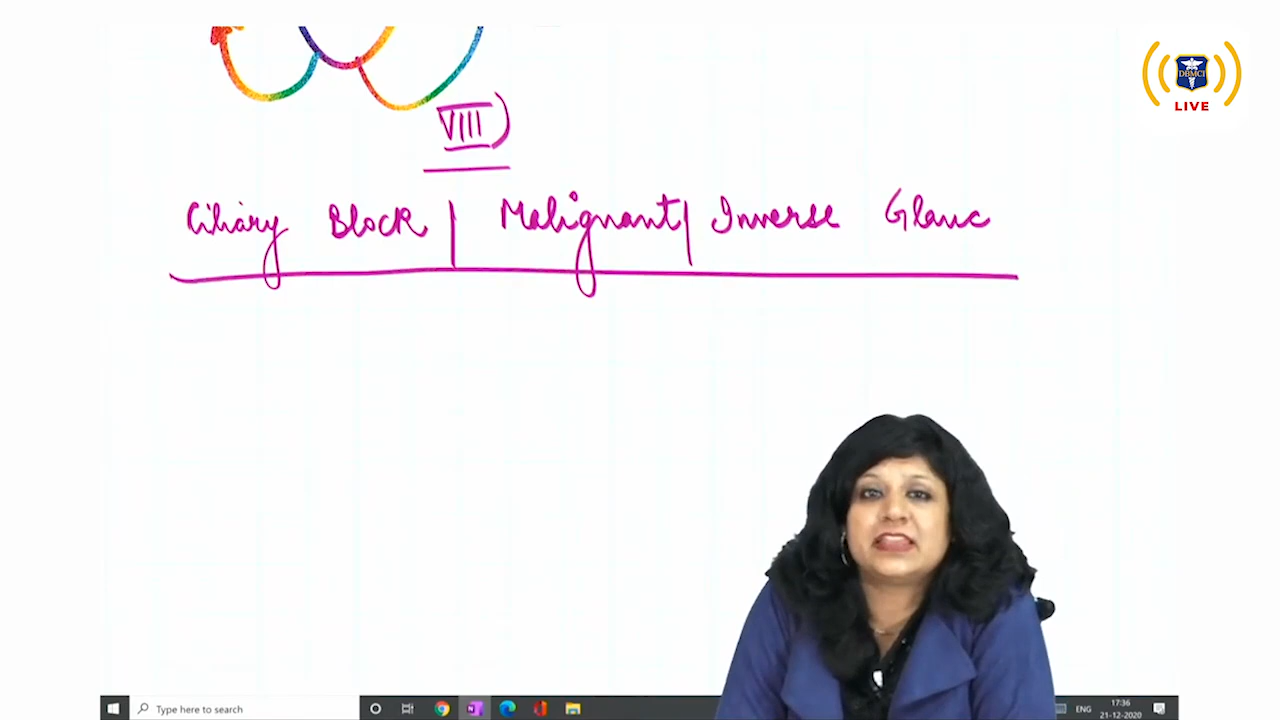 DBMCI
LIVE
VIII)
Ciliary Block | Malignant | Inverse Glauc
Type here to search
ENG
17:36
21-12-2020